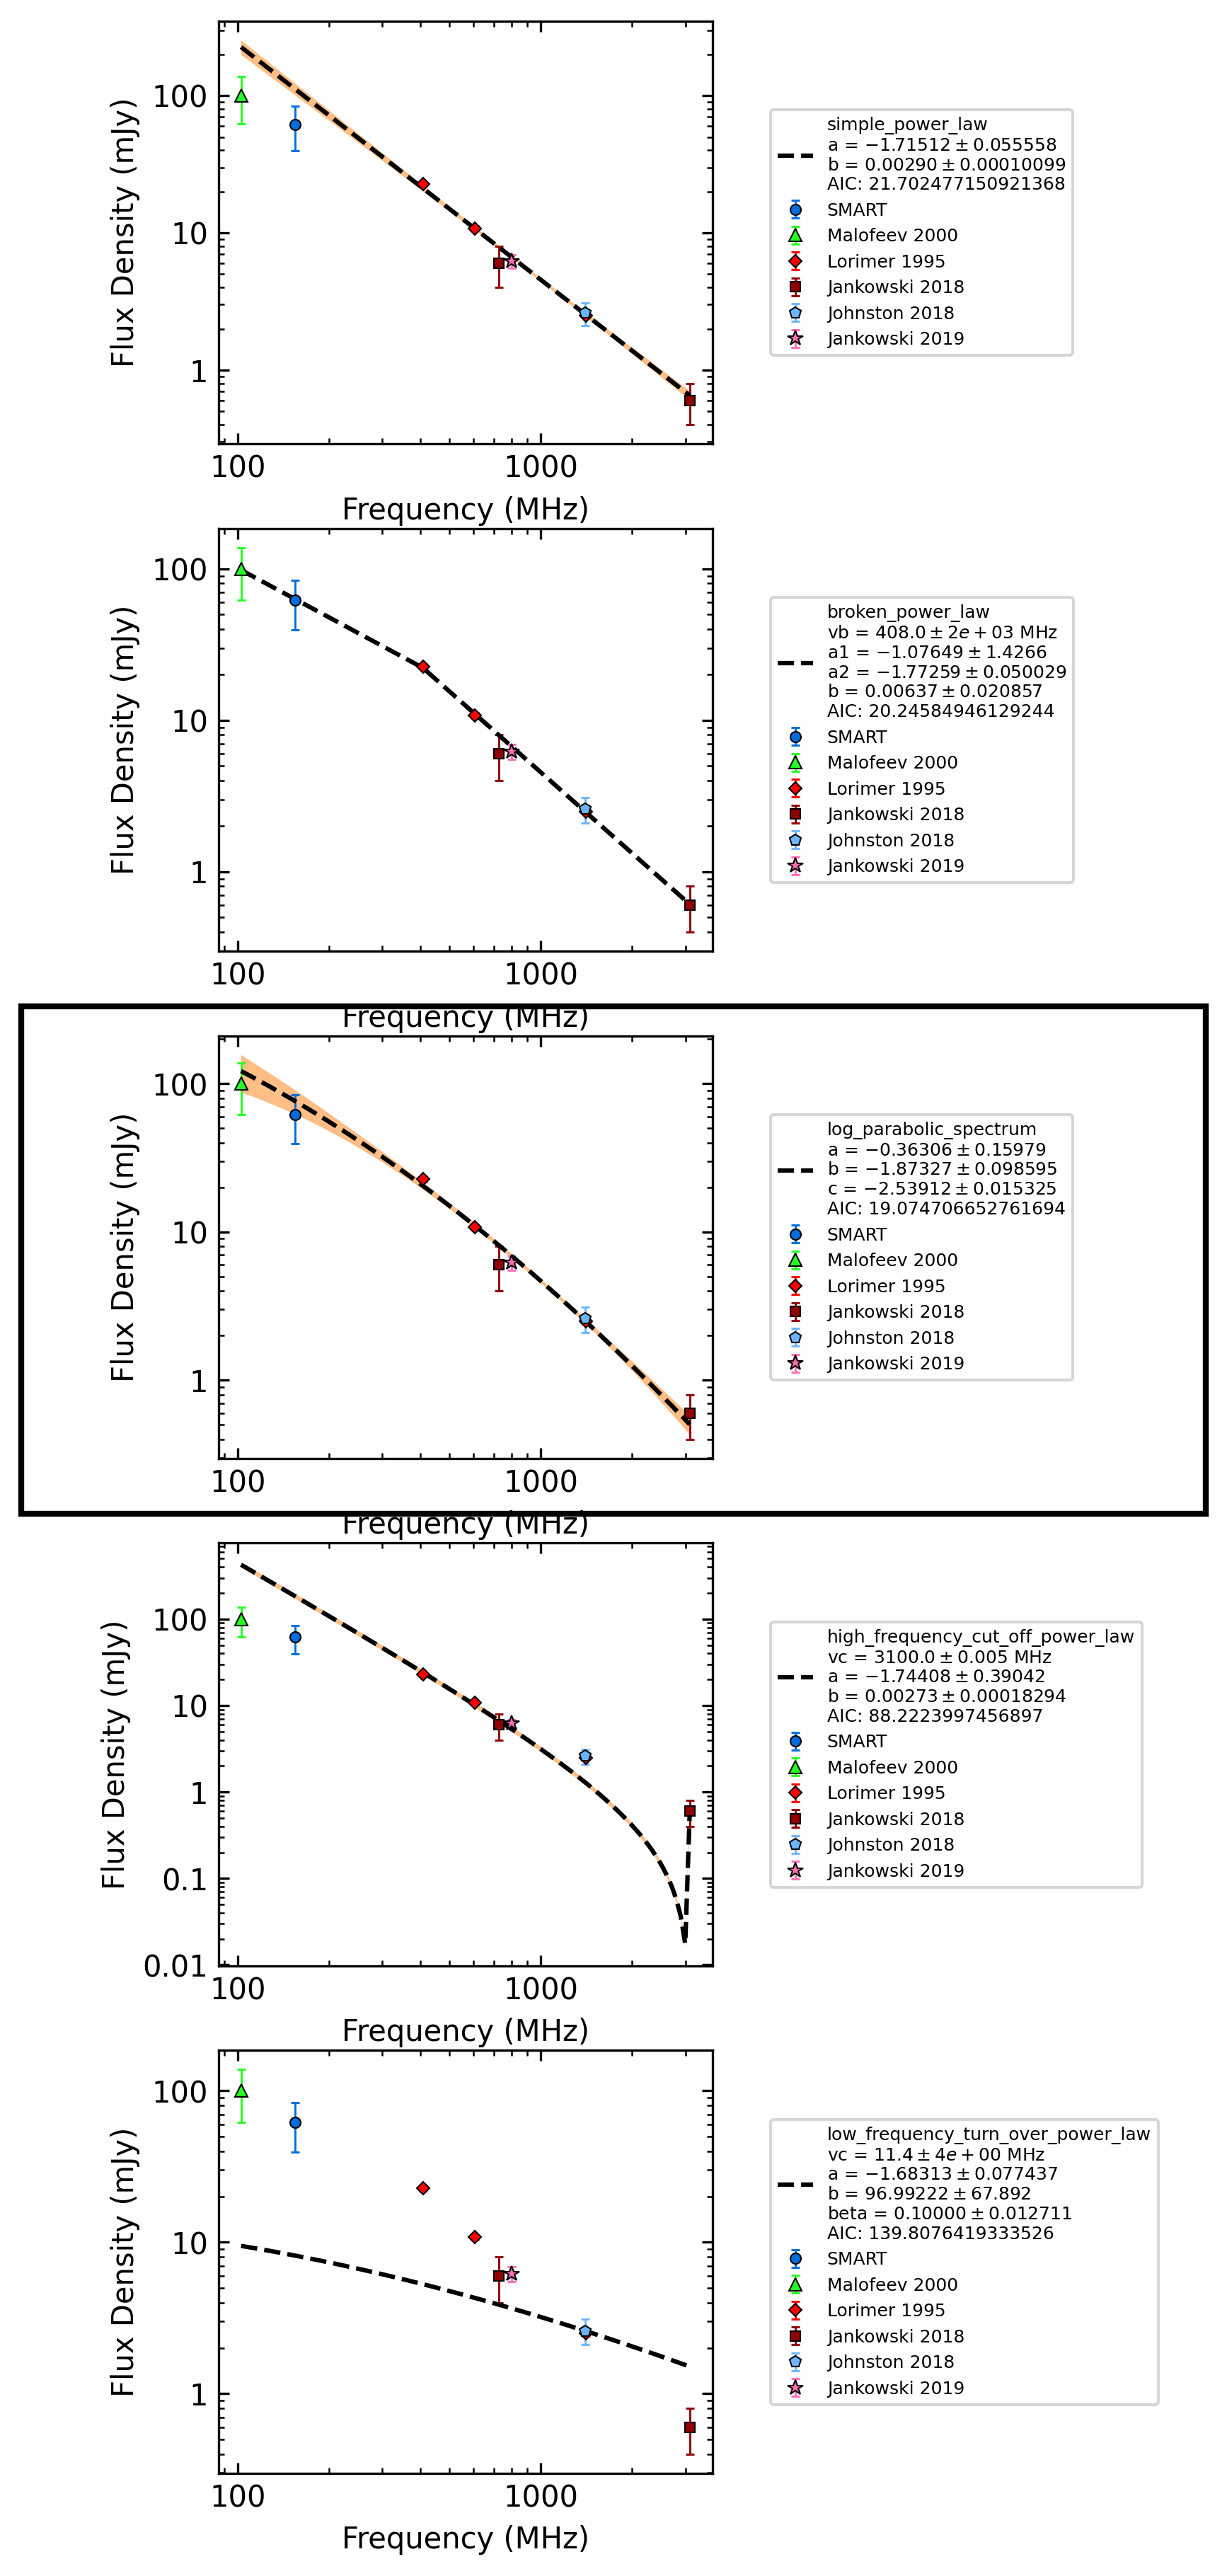 100
10
1
Flux Density (mJy)
100
1000
Frequency (MHz)
simple_power_law
a = −1.71512 ± 0.055558
b = 0.00290 ± 0.00010099
AIC: 21.702477150921368
SMART
Malofeev 2000
Lorimer 1995
Jankowski 2018
Johnston 2018
Jankowski 2019
100
10
1
Flux Density (mJy)
100
1000
Frequency (MHz)
broken_power_law
vb = 408.0 ± 2e + 03 MHz
a1 = −1.07649 ± 1.4266
a2 = −1.77259 ± 0.050029
b = 0.00637 ± 0.020857
AIC: 20.24584946129244
SMART
Malofeev 2000
Lorimer 1995
Jankowski 2018
Johnston 2018
Jankowski 2019
100
10
1
Flux Density (mJy)
100
1000
Frequency (MHz)
log_parabolic_spectrum
a = −0.36306 ± 0.15979
b = −1.87327 ± 0.098595
c = −2.53912 ± 0.015325
AIC: 19.074706652761694
SMART
Malofeev 2000
Lorimer 1995
Jankowski 2018
Johnston 2018
Jankowski 2019
100
10
1
0.1
0.01
Flux Density (mJy)
100
1000
Frequency (MHz)
high_frequency_cut_off_power_law
vc = 3100.0 ± 0.005 MHz
a = −1.74408 ± 0.39042
b = 0.00273 ± 0.00018294
AIC: 88.2223997456897
SMART
Malofeev 2000
Lorimer 1995
Jankowski 2018
Johnston 2018
Jankowski 2019
100
10
1
Flux Density (mJy)
100
1000
Frequency (MHz)
low_frequency_turn_over_power_law
vc = 11.4 ± 4e + 00 MHz
a = −1.68313 ± 0.077437
b = 96.99222 ± 67.892
beta = 0.10000 ± 0.012711
AIC: 139.8076419333526
SMART
Malofeev 2000
Lorimer 1995
Jankowski 2018
Johnston 2018
Jankowski 2019